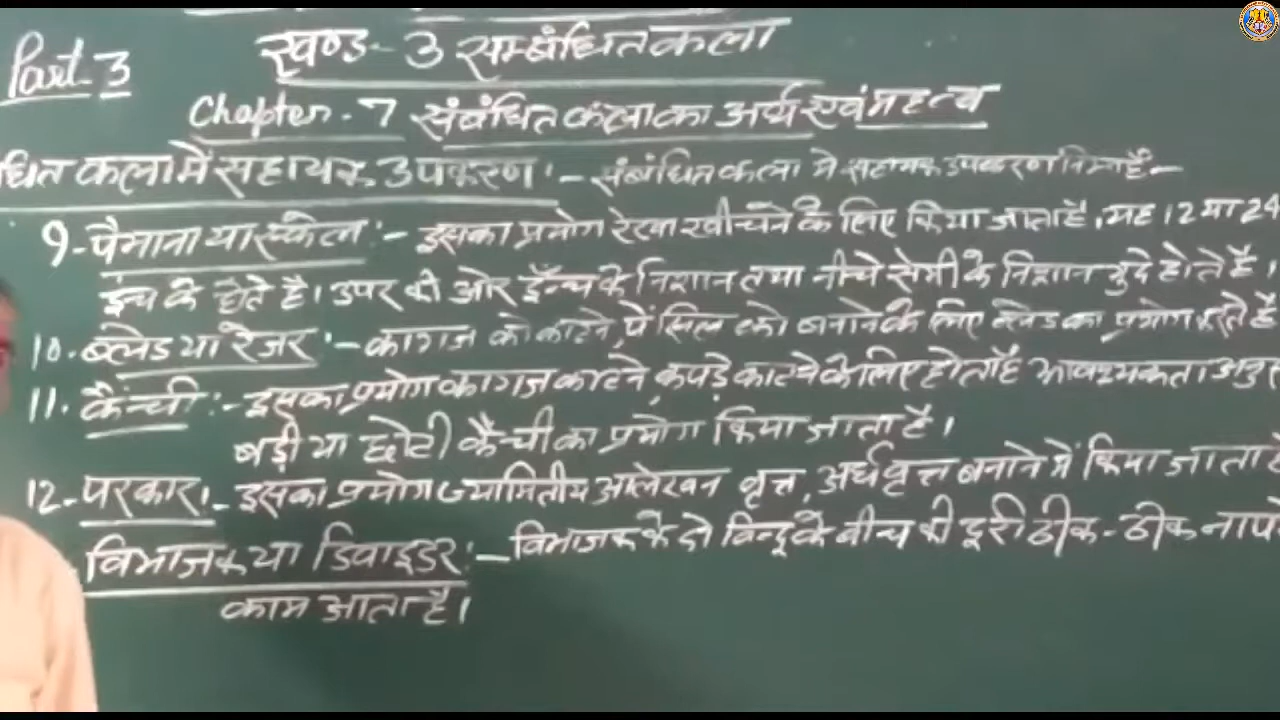 Part-3
खण्ड-3 सम्बंधित कला
Chapter-7 संबंधित कला का अर्थ एवं महत्व
धित कला में सहायक उपकरण :- संबंधित कला मे सहायक उपकरण निम्न हैं-
9- पैमाना या स्केल :- इसका प्रयोग रेखा खीचने के लिए किया जाता है, यह 12 या 24
इंच के होते है। उपर की ओर इँन्च के निशान तथा नीचे सेमी के निशान गुदे होते है।
10. ब्लेड या रेजर :- कागज को काटने, पेंसिल को बनाने के लिए ब्लेड का प्रयोग करते है
11. कैंन्ची :- इसका प्रयोग कागज काटने, कपड़े काटने के लिए होता है आवश्यकता अनु
बड़ी या छोटी कैंची का प्रयोग किया जाता है।
12- परकार :- इसका प्रयोग ज्यामितीय आलेखन वृत्त, अर्धवृत्त बनाने में किया जाता है
विभाजक या डिवाइडर :- विभाजक के दो विन्दु के बीच की दूरी ठीक-ठीक नापने
काम आता है।